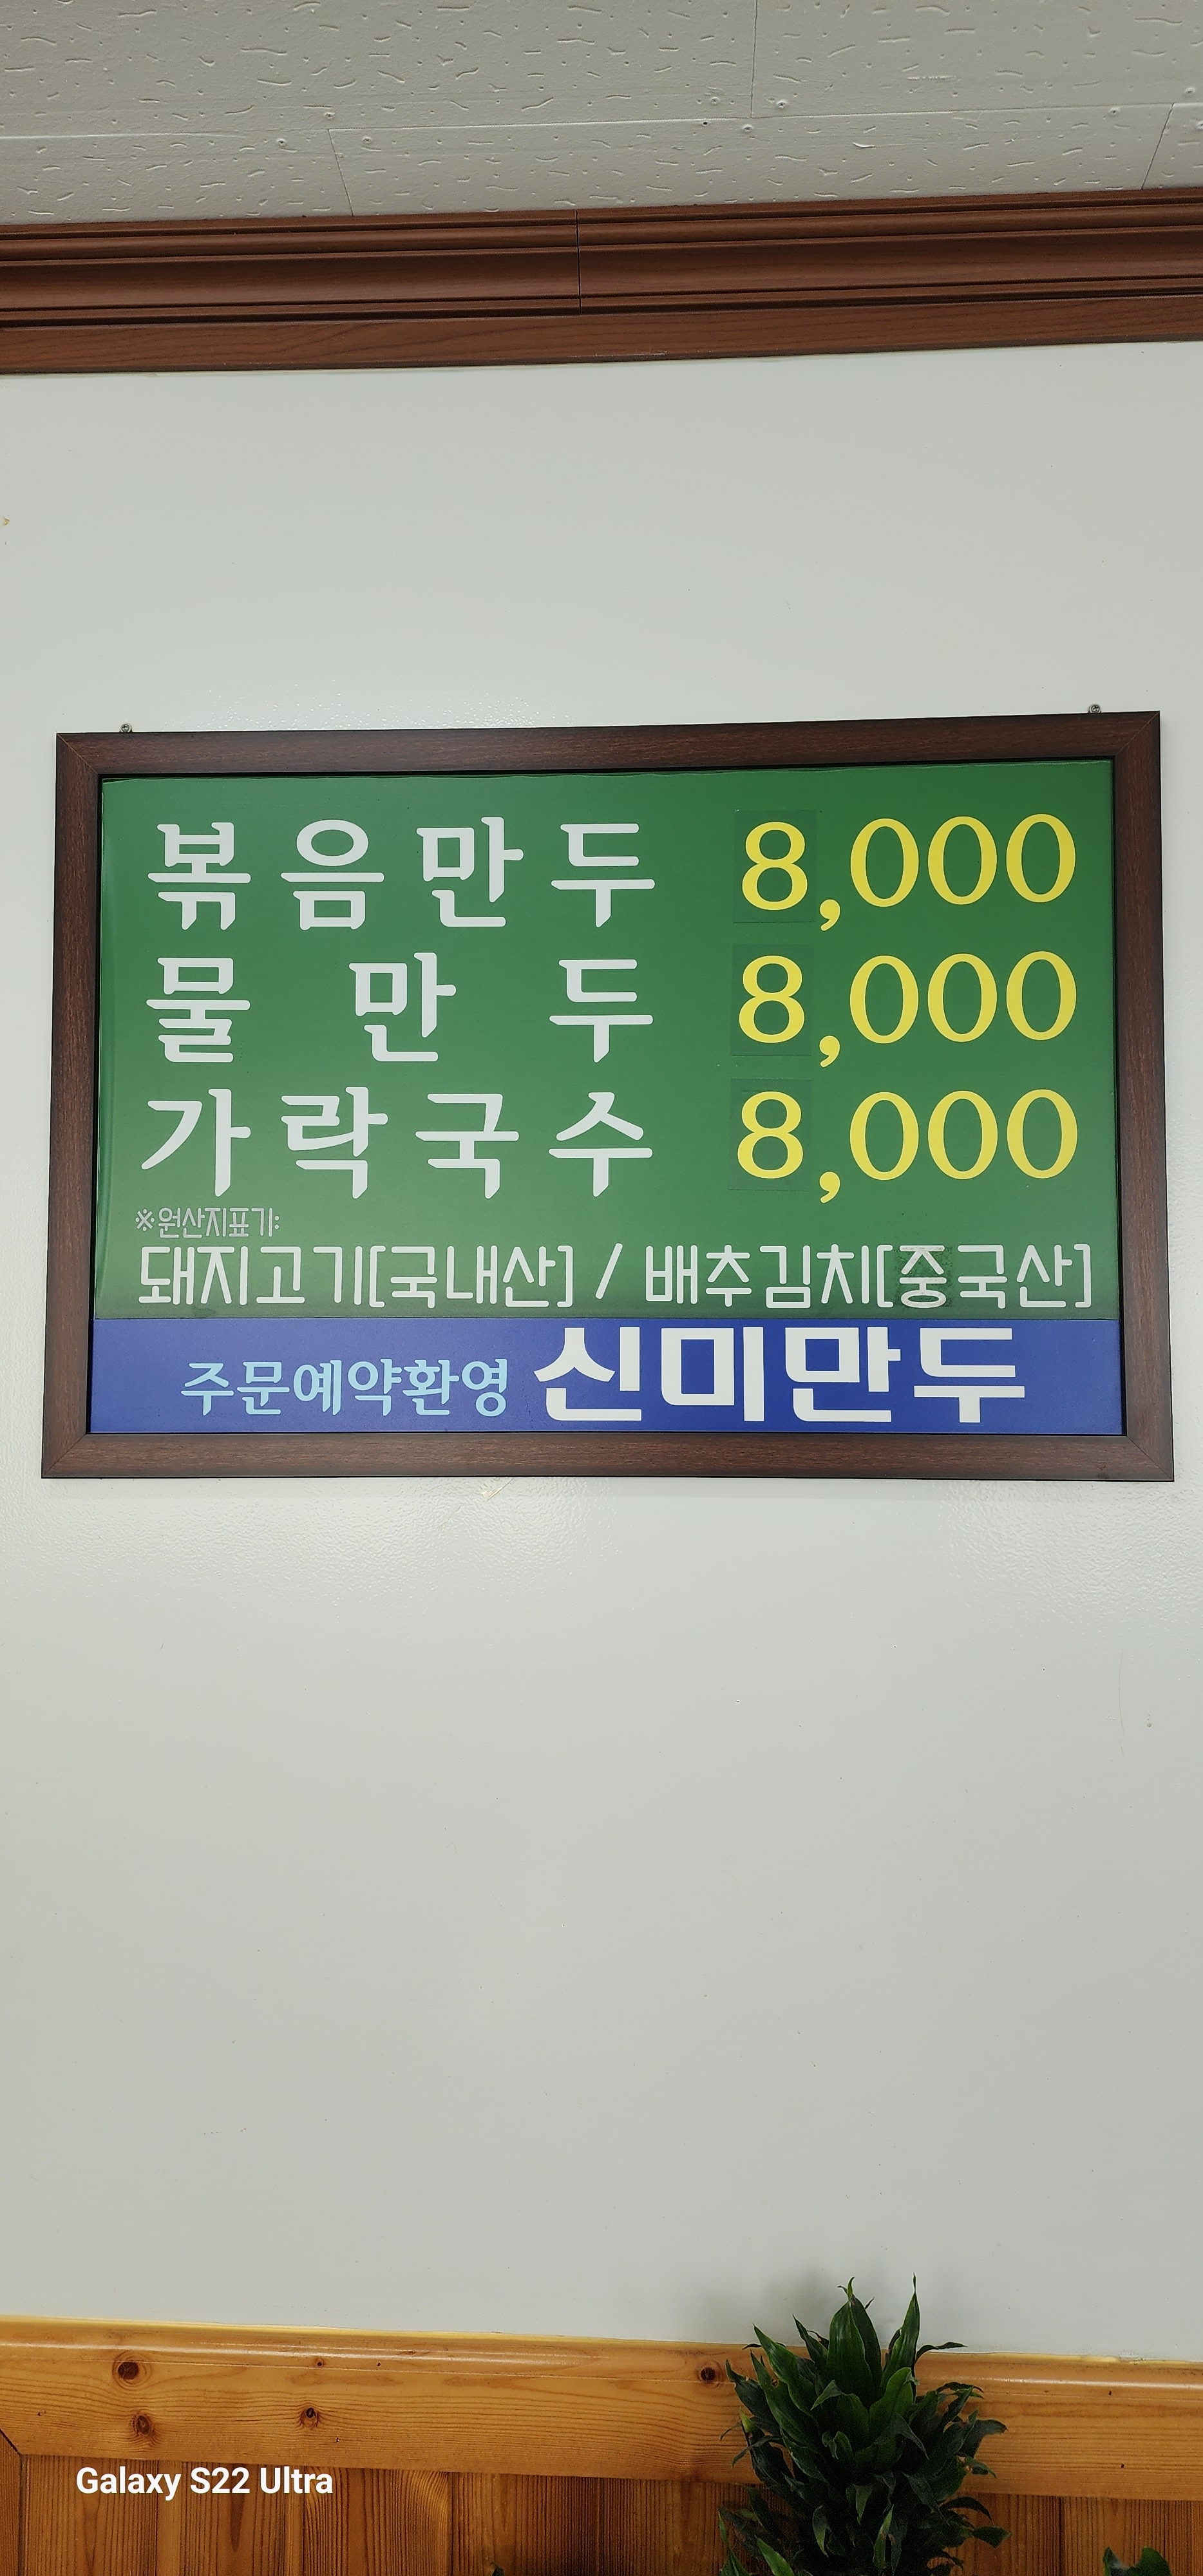 볶음만두 8,000
물만두 8,000
가락국수 8,000
※원산지표기:
돼지고기[국내산] / 배추김치[중국산]
주문예약환영 신미만두
Galaxy S22 Ultra